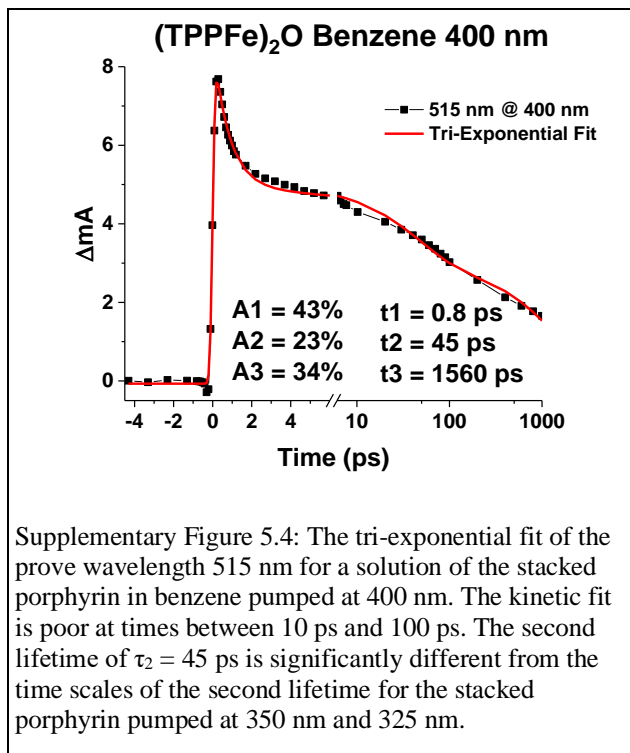 (TPPFe)₂O Benzene 400 nm
8
6
4
2
0
ΔmA
515 nm @ 400 nm
Tri-Exponential Fit
A1 = 43%
A2 = 23%
A3 = 34%
t1 = 0.8 ps
t2 = 45 ps
t3 = 1560 ps
-4 -2 0 2 4 10 100 1000
Time (ps)
Supplementary Figure 5.4: The tri-exponential fit of the
prove wavelength 515 nm for a solution of the stacked
porphyrin in benzene pumped at 400 nm. The kinetic fit
is poor at times between 10 ps and 100 ps. The second
lifetime of τ₂ = 45 ps is significantly different from the
time scales of the second lifetime for the stacked
porphyrin pumped at 350 nm and 325 nm.